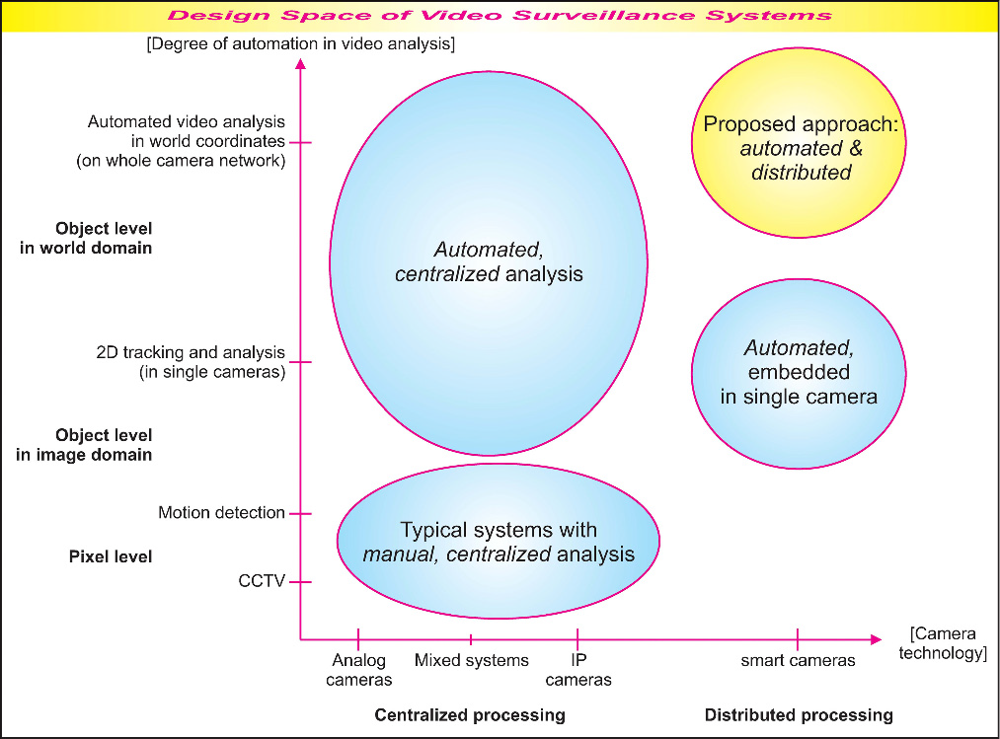 Design Space of Video Surveillance Systems
[Degree of automation in video analysis]
Automated video analysis
in world coordinates
(on whole camera network)
Object level
in world domain
2D tracking and analysis
(in single cameras)
Object level
in image domain
Motion detection
Pixel level
CCTV
Automated,
centralized analysis
Typical systems with
manual, centralized analysis
Proposed approach:
automated &
distributed
Automated,
embedded
in single camera
Analog
cameras
Mixed systems
IP
cameras
smart cameras
[Camera
technology]
Centralized processing
Distributed processing